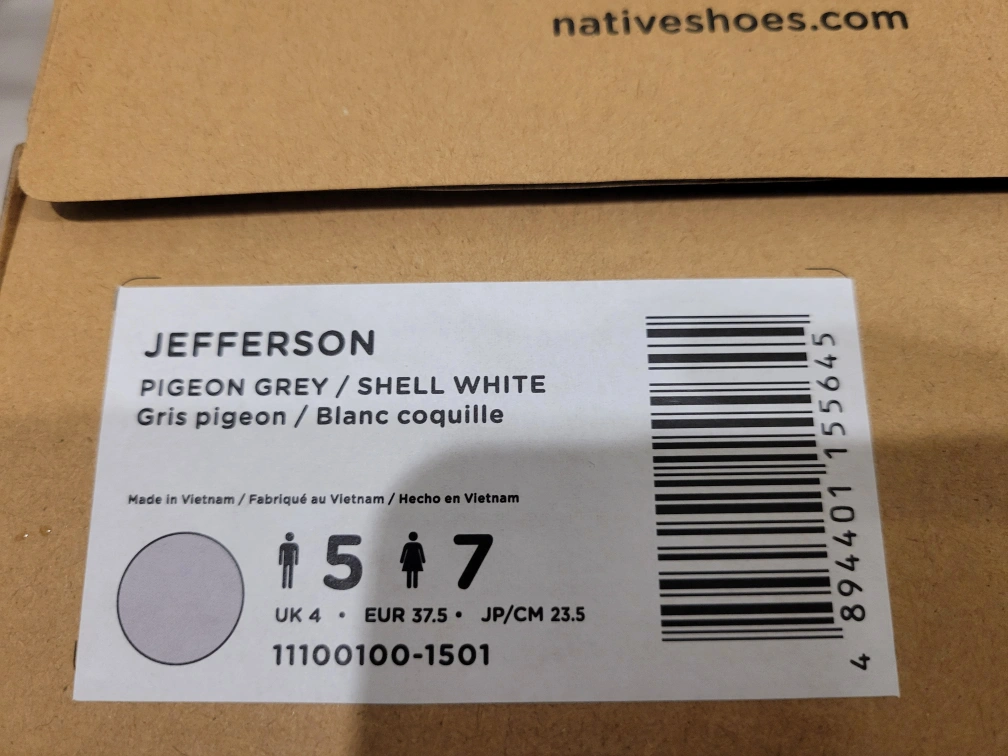 nativeshoes.com
JEFFERSON
PIGEON GREY / SHELL WHITE
Gris pigeon / Blanc coquille
Made in Vietnam / Fabriqué au Vietnam / Hecho en Vietnam
5 7
UK 4 • EUR 37.5 • JP/CM 23.5
11100100-1501
4 894401 155645